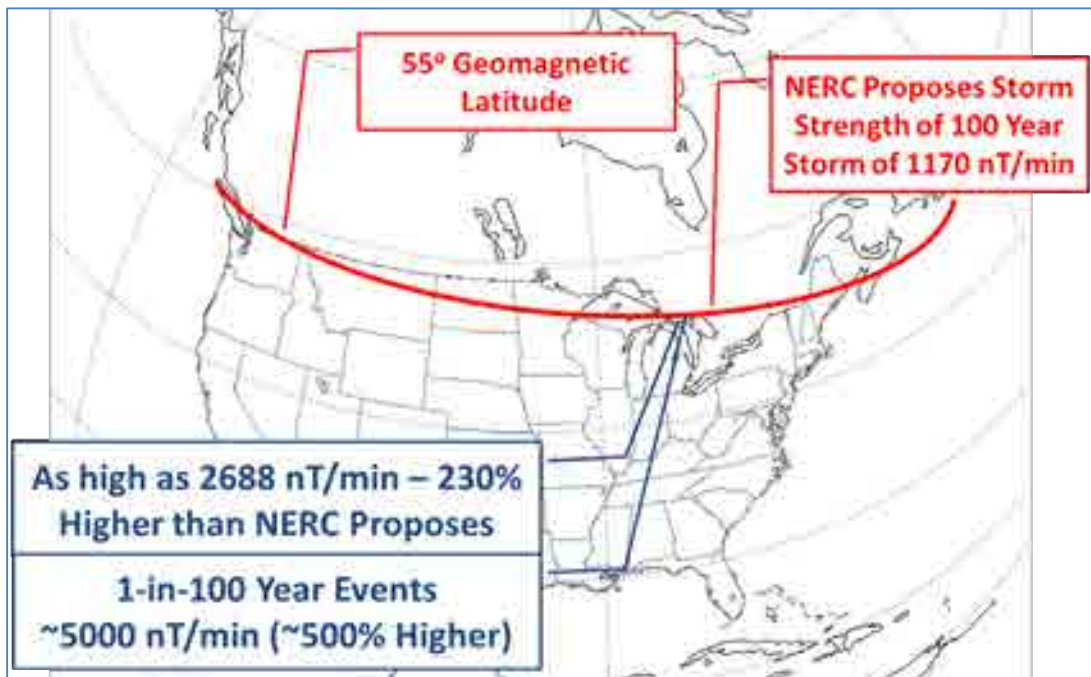 55º Geomagnetic
Latitude
NERC Proposes Storm
Strength of 100 Year
Storm of 1170 nT/min
As high as 2688 nT/min – 230%
Higher than NERC Proposes
1-in-100 Year Events
~5000 nT/min (~500% Higher)